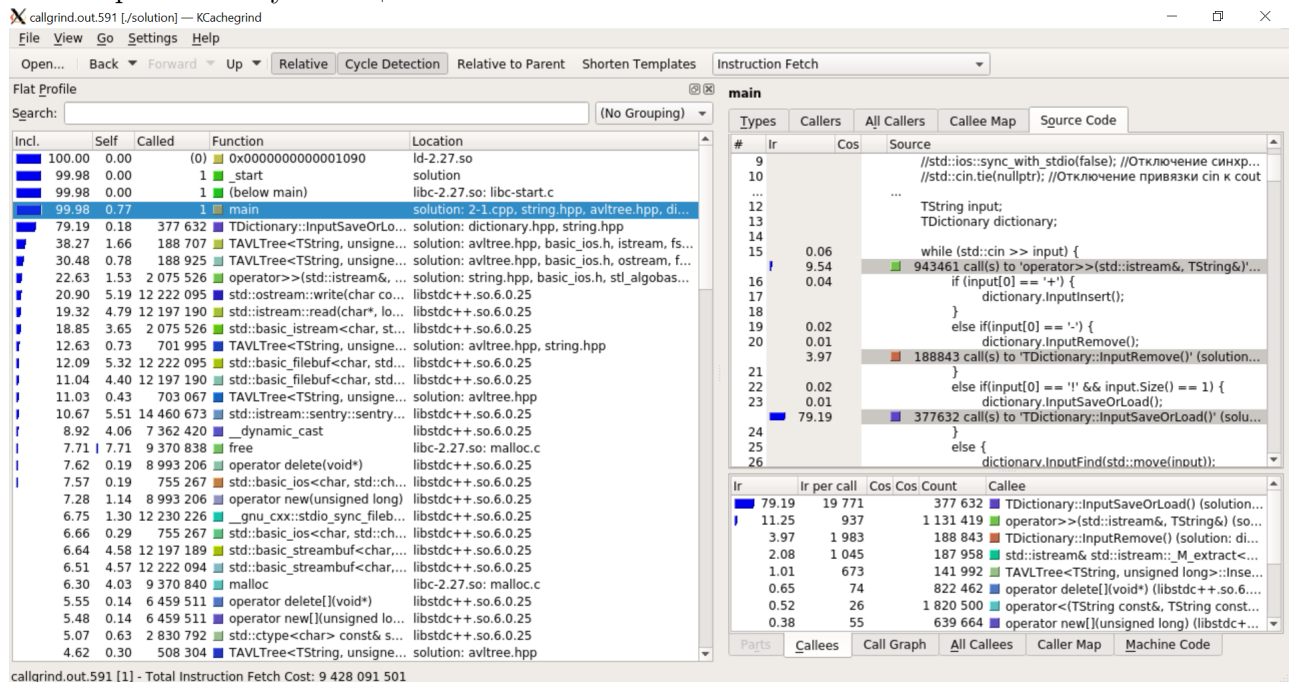 callgrind.out.591 [./solution] — KCachegrind
File View Go Settings Help
Open... Back Forward Up Relative Cycle Detection Relative to Parent Shorten Templates Instruction Fetch
Flat Profile
Search: (No Grouping)
Incl. Self Called Function Location
100.00 0.00 (0) 0x0000000000001090 ld-2.27.so
99.98 0.00 1 _start solution
99.98 0.00 1 (below main) libc-2.27.so: libc-start.c
99.98 0.77 1 main solution: 2-1.cpp, string.hpp, avltree.hpp, di...
79.19 0.18 377 632 TDictionary::InputSaveOrLo... solution: dictionary.hpp, string.hpp
38.27 1.66 188 707 TAVLTree<TString, unsigne... solution: avltree.hpp, basic_ios.h, istream, fs...
30.48 0.78 188 925 TAVLTree<TString, unsigne... solution: avltree.hpp, basic_ios.h, ostream, f...
22.63 1.53 2 075 526 operator>>(std::istream&, ... solution: string.hpp, basic_ios.h, stl_algobas...
20.90 5.19 12 222 095 std::ostream::write(char co... libstdc++.so.6.0.25
19.32 4.79 12 197 190 std::istream::read(char*, lo... libstdc++.so.6.0.25
18.85 3.65 2 075 526 std::basic_istream<char, st... libstdc++.so.6.0.25
12.63 0.73 701 995 TAVLTree<TString, unsigne... solution: avltree.hpp, string.hpp
12.09 5.32 12 222 095 std::basic_filebuf<char, std... libstdc++.so.6.0.25
11.04 4.40 12 197 190 std::basic_filebuf<char, std... libstdc++.so.6.0.25
11.03 0.43 703 067 TAVLTree<TString, unsigne... solution: avltree.hpp
10.67 5.51 14 460 673 std::istream::sentry::sentry... libstdc++.so.6.0.25
8.92 4.06 7 362 420 __dynamic_cast libstdc++.so.6.0.25
7.71 7.71 9 370 838 free libc-2.27.so: malloc.c
7.62 0.19 8 993 206 operator delete(void*) libstdc++.so.6.0.25
7.57 0.19 755 267 std::basic_ios<char, std::ch... libstdc++.so.6.0.25
7.28 1.14 8 993 206 operator new(unsigned long) libstdc++.so.6.0.25
6.75 1.30 12 230 226 __gnu_cxx::stdio_sync_fileb... libstdc++.so.6.0.25
6.66 0.29 755 267 std::basic_ios<char, std::ch... libstdc++.so.6.0.25
6.64 4.58 12 197 189 std::basic_streambuf<char,... libstdc++.so.6.0.25
6.51 4.57 12 222 094 std::basic_streambuf<char,... libstdc++.so.6.0.25
6.30 4.03 9 370 840 malloc libc-2.27.so: malloc.c
5.55 0.14 6 459 511 operator delete[](void*) libstdc++.so.6.0.25
5.48 0.14 6 459 511 operator new[](unsigned lo... libstdc++.so.6.0.25
5.07 0.63 2 830 792 std::ctype<char> const& s... libstdc++.so.6.0.25
4.62 0.30 508 304 TAVLTree<TString, unsigne... solution: avltree.hpp
callgrind.out.591 [1] - Total Instruction Fetch Cost: 9 428 091 501
main
Types Callers All Callers Callee Map Source Code
# Ir Cos Source
9 //std::ios::sync_with_stdio(false); //Отключение синхр...
10 //std::cin.tie(nullptr); //Отключение привязки cin к cout
... ...
12 TString input;
13 TDictionary dictionary;
14
15 0.06 while (std::cin >> input) {
9.54 943461 call(s) to 'operator>>(std::istream&, TString&)'...
16 0.04 if (input[0] == '+') {
17 dictionary.InputInsert();
18 }
19 0.02 else if(input[0] == '-') {
20 0.01 dictionary.InputRemove();
3.97 188843 call(s) to 'TDictionary::InputRemove()' (solution...
21 }
22 0.02 else if(input[0] == '!' && input.Size() == 1) {
23 0.01 dictionary.InputSaveOrLoad();
79.19 377632 call(s) to 'TDictionary::InputSaveOrLoad()' (solu...
24 }
25 else {
26 dictionary.InputFind(std::move(input));
Ir Ir per call Cos Cos Count Callee
79.19 19 771 377 632 TDictionary::InputSaveOrLoad() (solution...
11.25 937 1 131 419 operator>>(std::istream&, TString&) (so...
3.97 1 983 188 843 TDictionary::InputRemove() (solution: di...
2.08 1 045 187 958 std::istream& std::istream::_M_extract<...
1.01 673 141 992 TAVLTree<TString, unsigned long>::Inse...
0.65 74 822 462 operator delete[](void*) (libstdc++.so.6....
0.52 26 1 820 500 operator<(TString const&, TString const...
0.38 55 639 664 operator new[](unsigned long) (libstdc+...
Parts Callees Call Graph All Callees Caller Map Machine Code